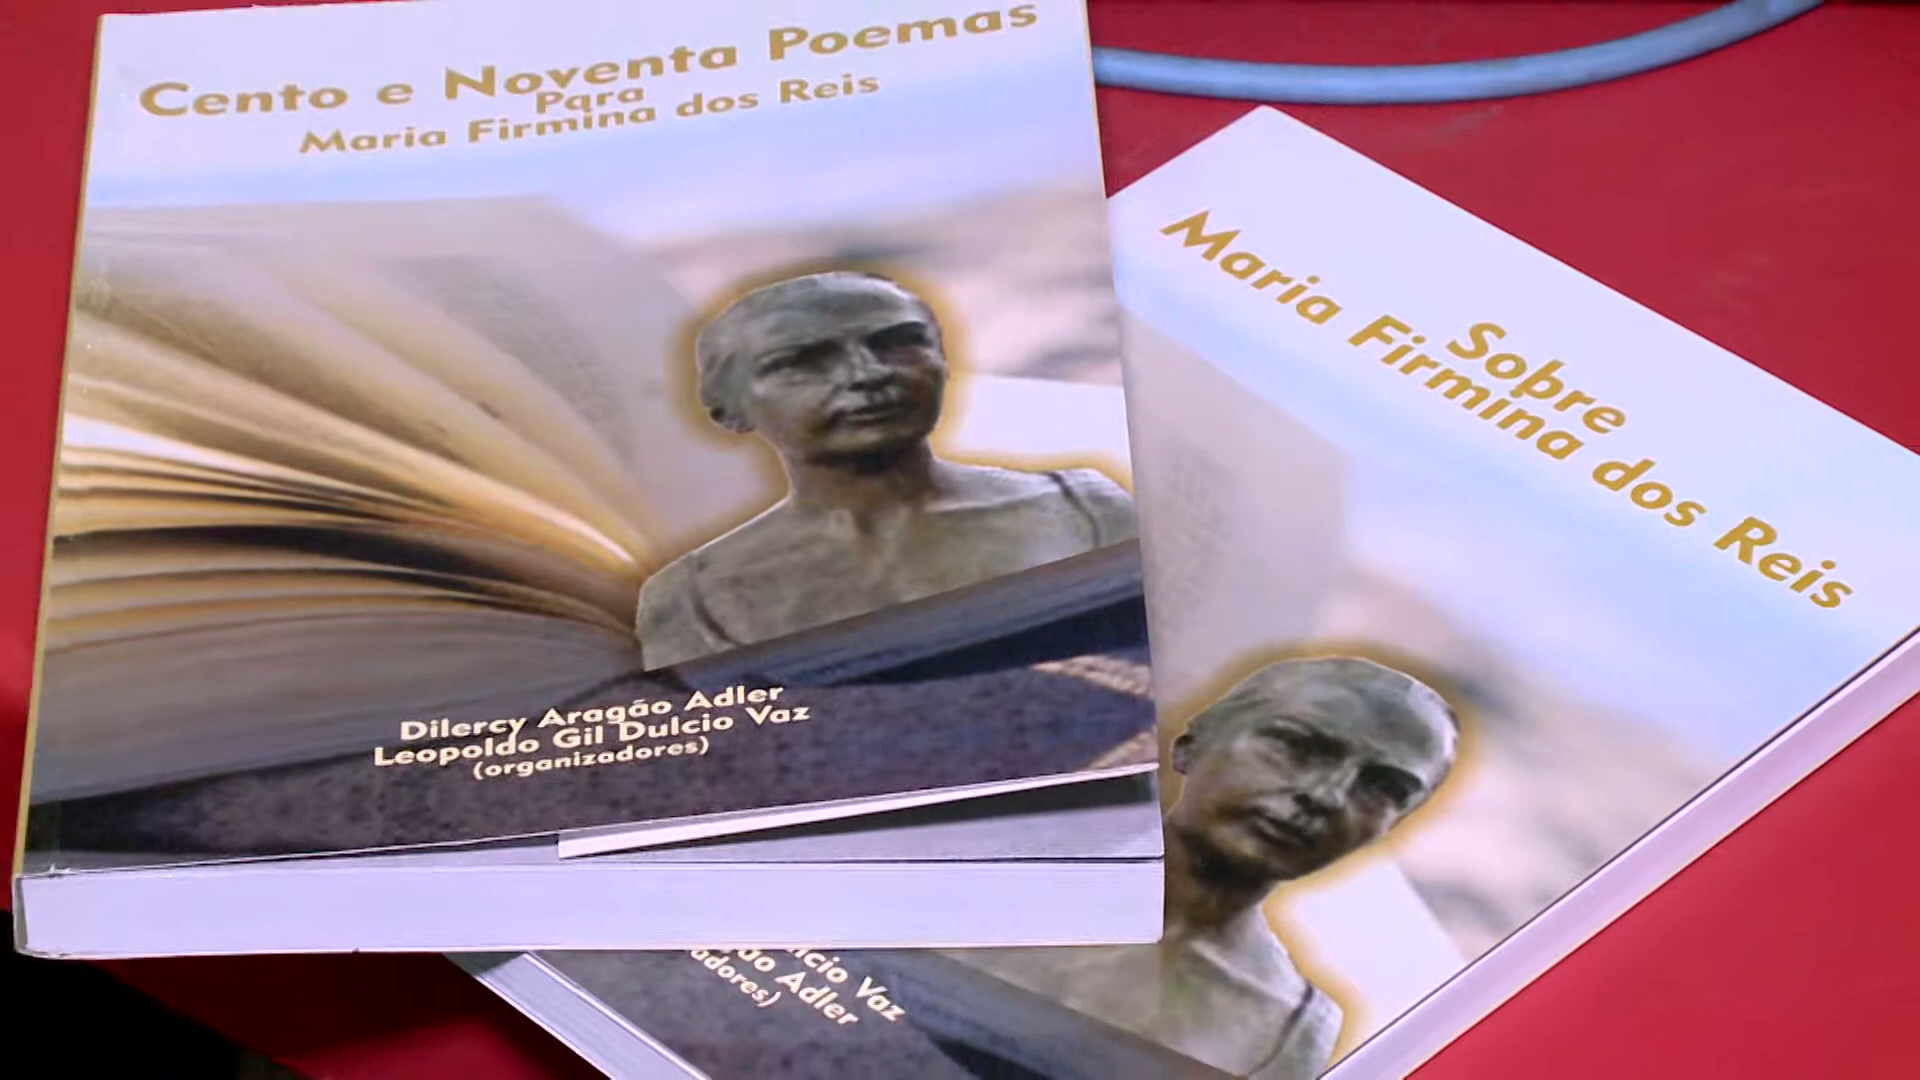 Cento e Noventa Poemas
Para
Maria Firmina dos Reis
Dilercy Aragão Adler
Leopoldo Gil Dulcio Vaz
(organizadores)
Sobre
Maria Firmina dos Reis
Vaz
Adler